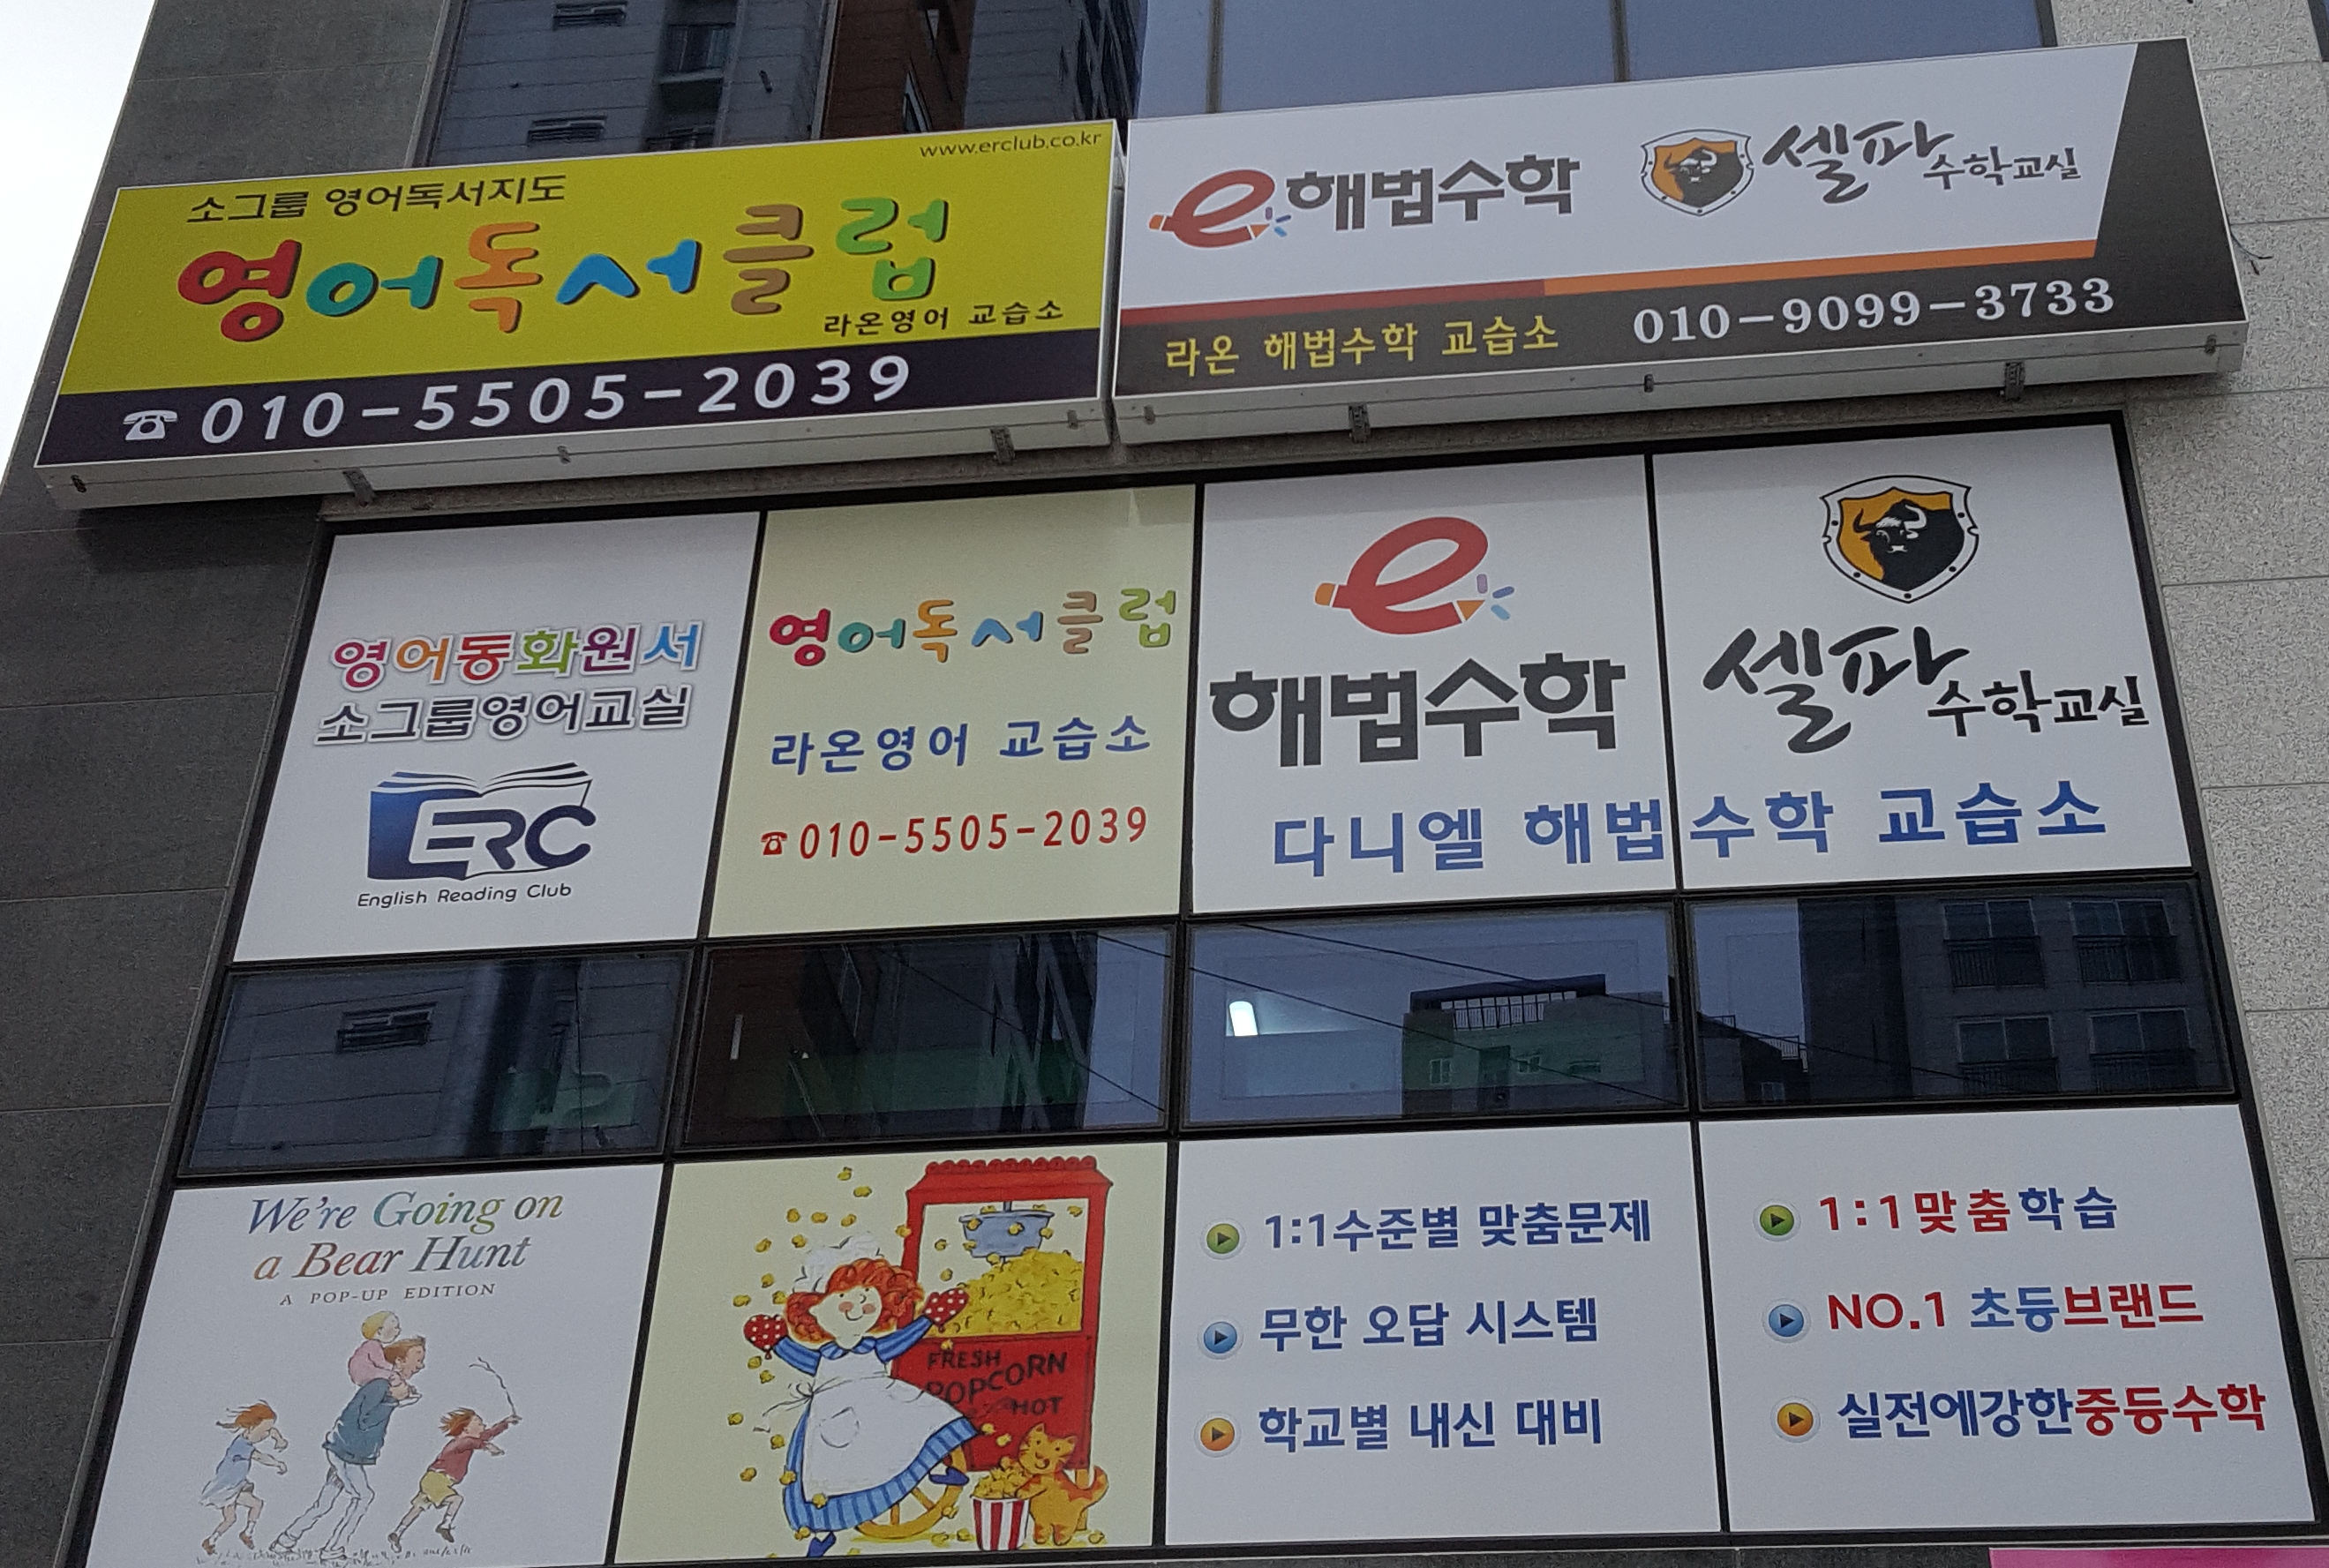 www.erclub.co.kr
소그룹 영어독서지도
영어독서클럽
라온영어 교습소
☎ 010-5505-2039
e해법수학
셀파수학교실
라온 해법수학 교습소 010-9099-3733
영어동화원서
소그룹영어교실
ERC
English Reading Club
영어독서클럽
라온영어 교습소
☎010-5505-2039
e
해법수학
셀파수학교실
다니엘 해법수학 교습소
We're Going on
a Bear Hunt
A POP-UP EDITION
FRESH
POPCORN
HOT
1:1수준별 맞춤문제
무한 오답 시스템
학교별 내신 대비
1:1맞춤학습
NO.1 초등브랜드
실전에강한중등수학